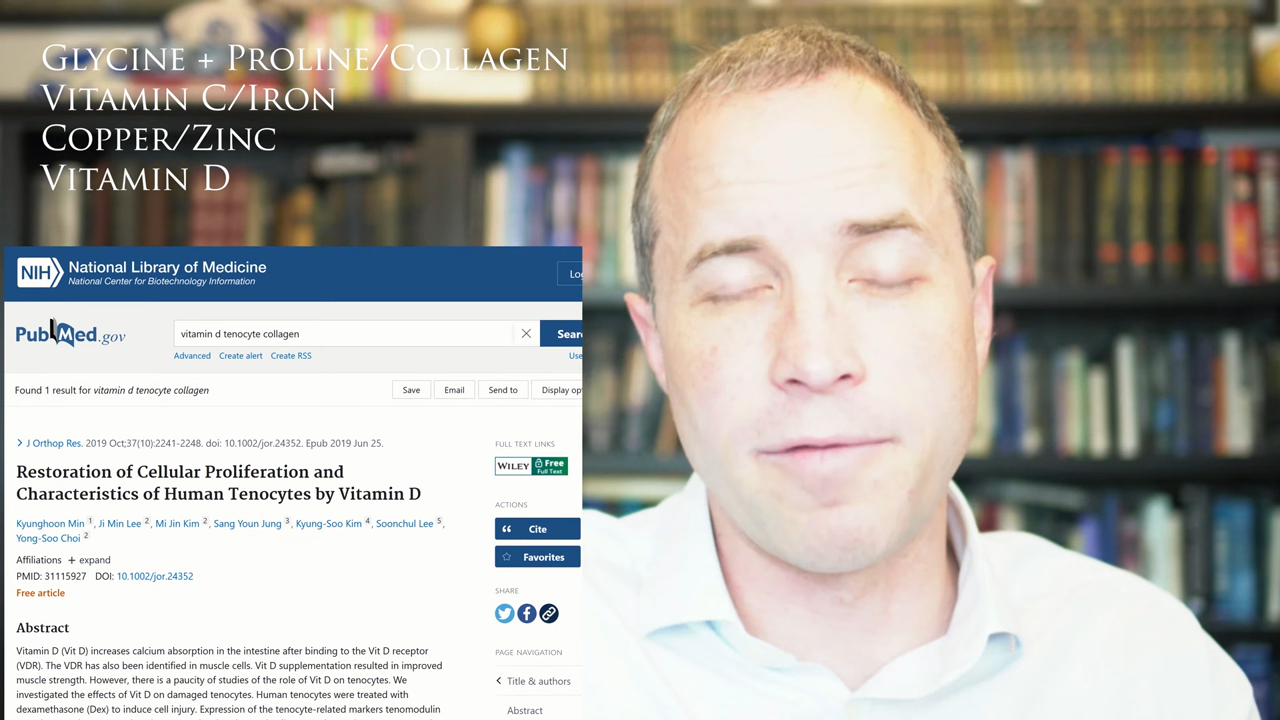 GLYCINE + PROLINE/COLLAGEN
VITAMIN C/IRON
COPPER/ZINC
VITAMIN D
NIH National Library of Medicine
National Center for Biotechnology Information
Log
PubMed.gov
vitamin d tenocyte collagen
Sear
Advanced Create alert Create RSS
Use
Found 1 result for vitamin d tenocyte collagen
Save Email Send to Display opt
J Orthop Res. 2019 Oct;37(10):2241-2248. doi: 10.1002/jor.24352. Epub 2019 Jun 25.
Restoration of Cellular Proliferation and
Characteristics of Human Tenocytes by Vitamin D
Kyunghoon Min 1, Ji Min Lee 2, Mi Jin Kim 2, Sang Youn Jung 3, Kyung-Soo Kim 4, Soonchul Lee 5,
Yong-Soo Choi 2
Affiliations + expand
PMID: 31115927 DOI: 10.1002/jor.24352
Free article
Abstract
Vitamin D (Vit D) increases calcium absorption in the intestine after binding to the Vit D receptor
(VDR). The VDR has also been identified in muscle cells. Vit D supplementation resulted in improved
muscle strength. However, there is a paucity of studies of the role of Vit D on tenocytes. We
investigated the effects of Vit D on damaged tenocytes. Human tenocytes were treated with
dexamethasone (Dex) to induce cell injury. Expression of the tenocyte-related markers tenomodulin
FULL TEXT LINKS
WILEY Free
Full Text
ACTIONS
Cite
Favorites
SHARE
PAGE NAVIGATION
Title & authors
Abstract